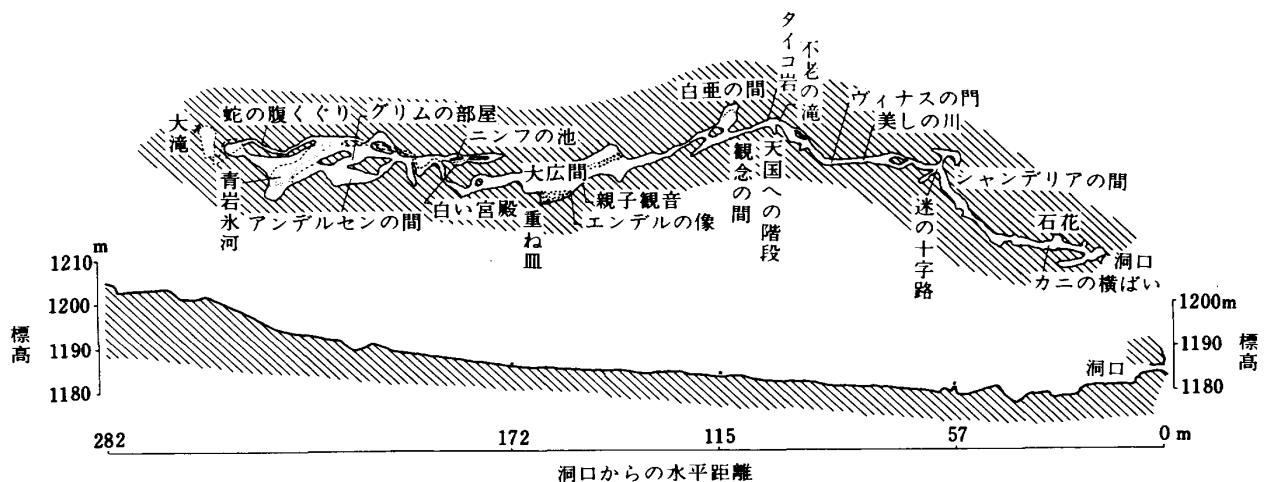 タイコ岩
不老の滝
白亜の間
ヴィナスの門
美しの川
蛇の腹くぐり
グリムの部屋
大滝
ニンフの池
大広間
観念の間
天国への階段
シャンデリアの間
青岩氷河
アンデルセンの間
白い宮殿
重ね皿
親子観音
エンデルの像
迷の十字路
石花
洞口
カニの横ばい
m
1210
1200
1190
1180
標高
1200m
1190
1180
標高
洞口
282
172
115
57
0 m
洞口からの水平距離